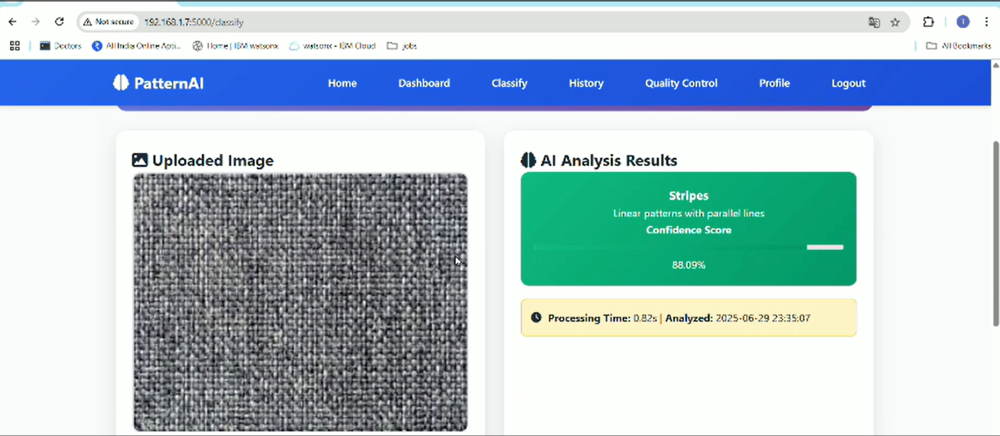 Not secure 192.168.1.7:5000/classify
Doctors All India Online Apti... Home | IBM watsonx watsonx - IBM Cloud jobs All Bookmarks
PatternAI Home Dashboard Classify History Quality Control Profile Logout
Uploaded Image
AI Analysis Results
Stripes
Linear patterns with parallel lines
Confidence Score
88.09%
Processing Time: 0.82s | Analyzed: 2025-06-29 23:35:07